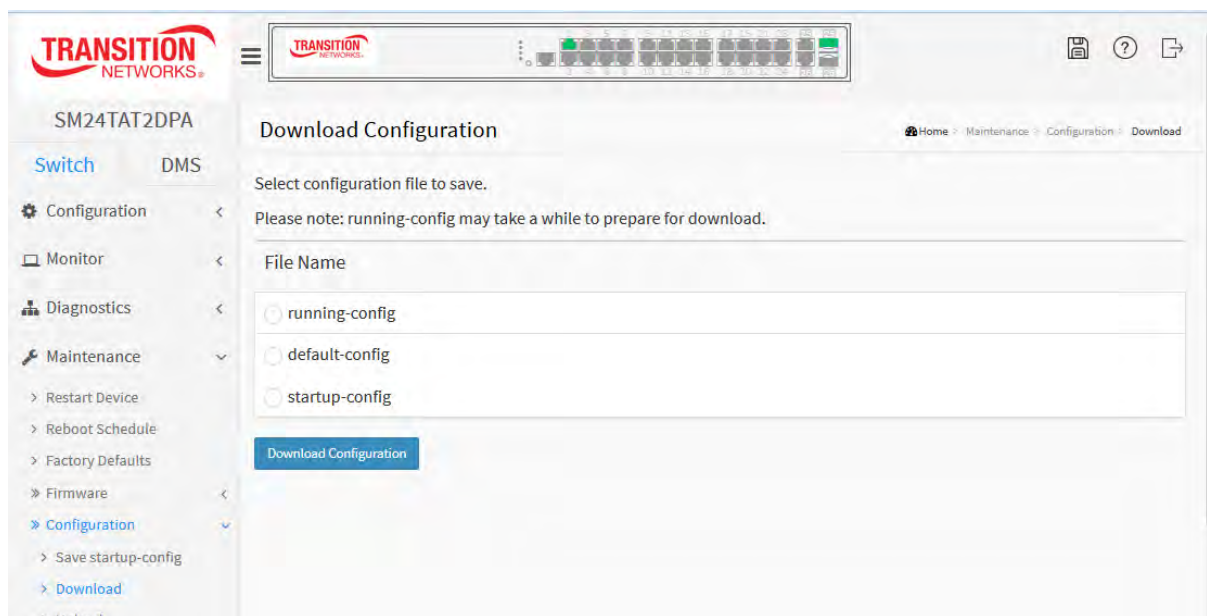 TRANSITION
NETWORKS®
TRANSITION
NETWORKS.
SM24TAT2DPA
Switch DMS
Configuration
Monitor
Diagnostics
Maintenance
Restart Device
Reboot Schedule
Factory Defaults
Firmware
Configuration
Save startup-config
Download
Download Configuration
Home > Maintenance > Configuration > Download
Select configuration file to save.
Please note: running-config may take a while to prepare for download.
File Name
running-config
default-config
startup-config
Download Configuration